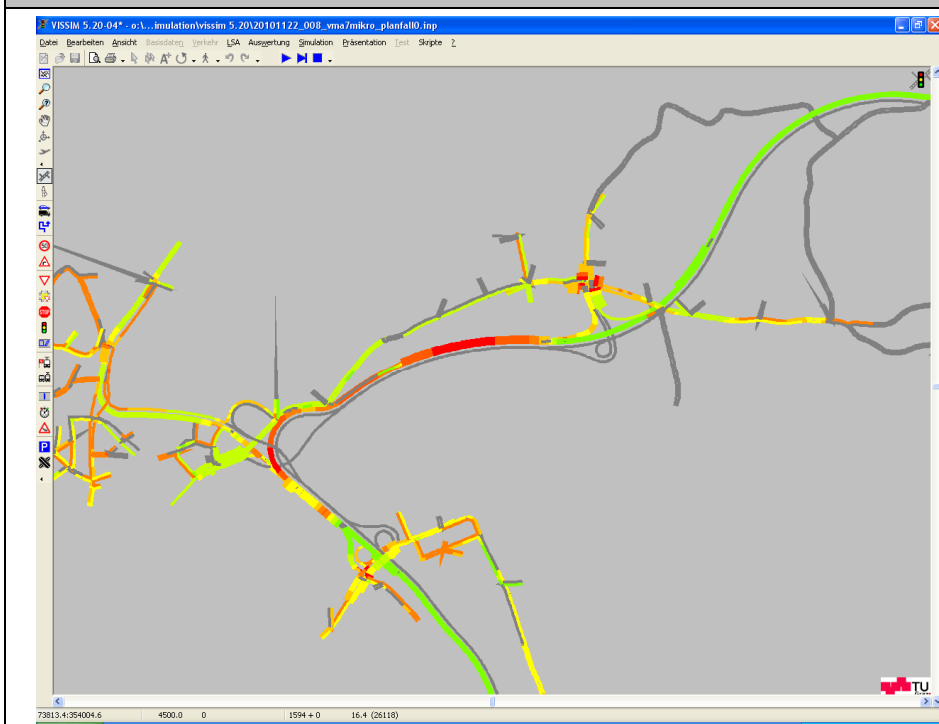 VISSIM 5.20-04* - o:\...imulation\vissim 5.20\20101122_008_vma7mikro_planfall0.inp
Datei Bearbeiten Ansicht Basisdaten Verkehr LSA Auswertung Simulation Präsentation Test Skripte ?
STOP
P
TU
73813.4:354004.6 4500.0 0 1594 + 0 16.4 (26118)